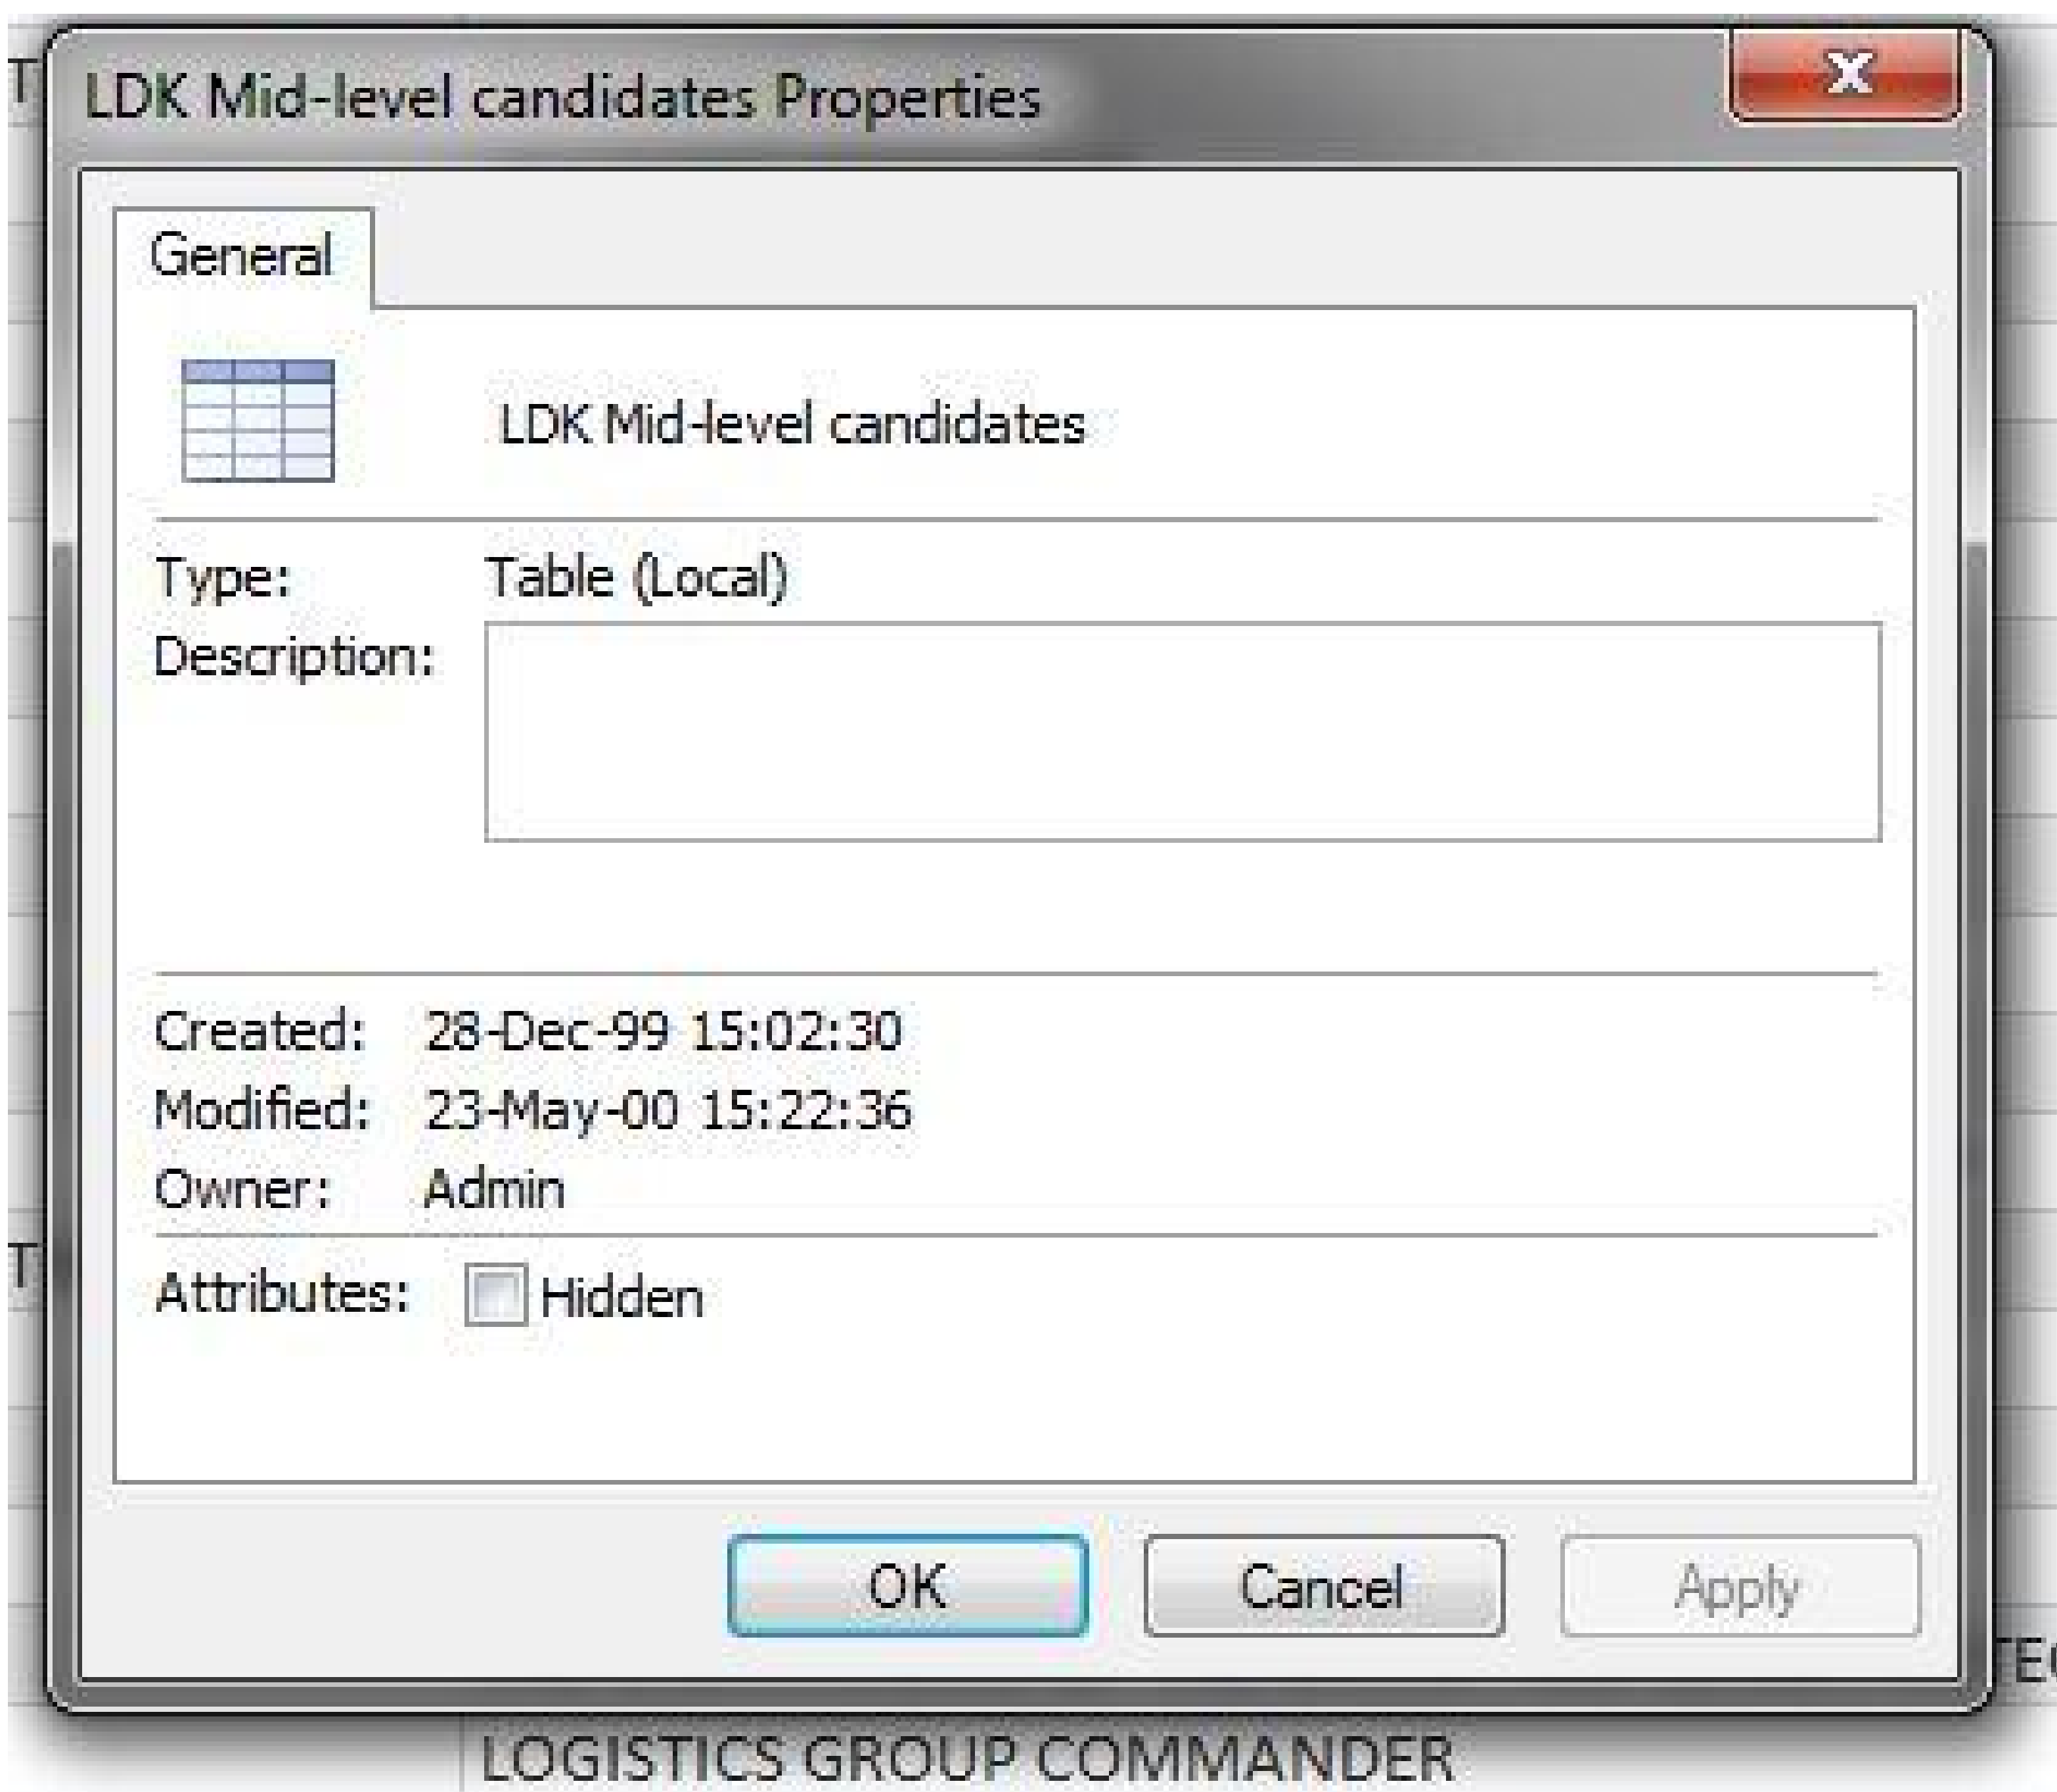 LDK Mid-level candidates Properties
General
LDK Mid-level candidates
Type: Table (Local)
Description:
Created: 28-Dec-99 15:02:30
Modified: 23-May-00 15:22:36
Owner: Admin
Attributes: Hidden
OK Cancel Apply
LOGISTICS GROUP COMMANDER